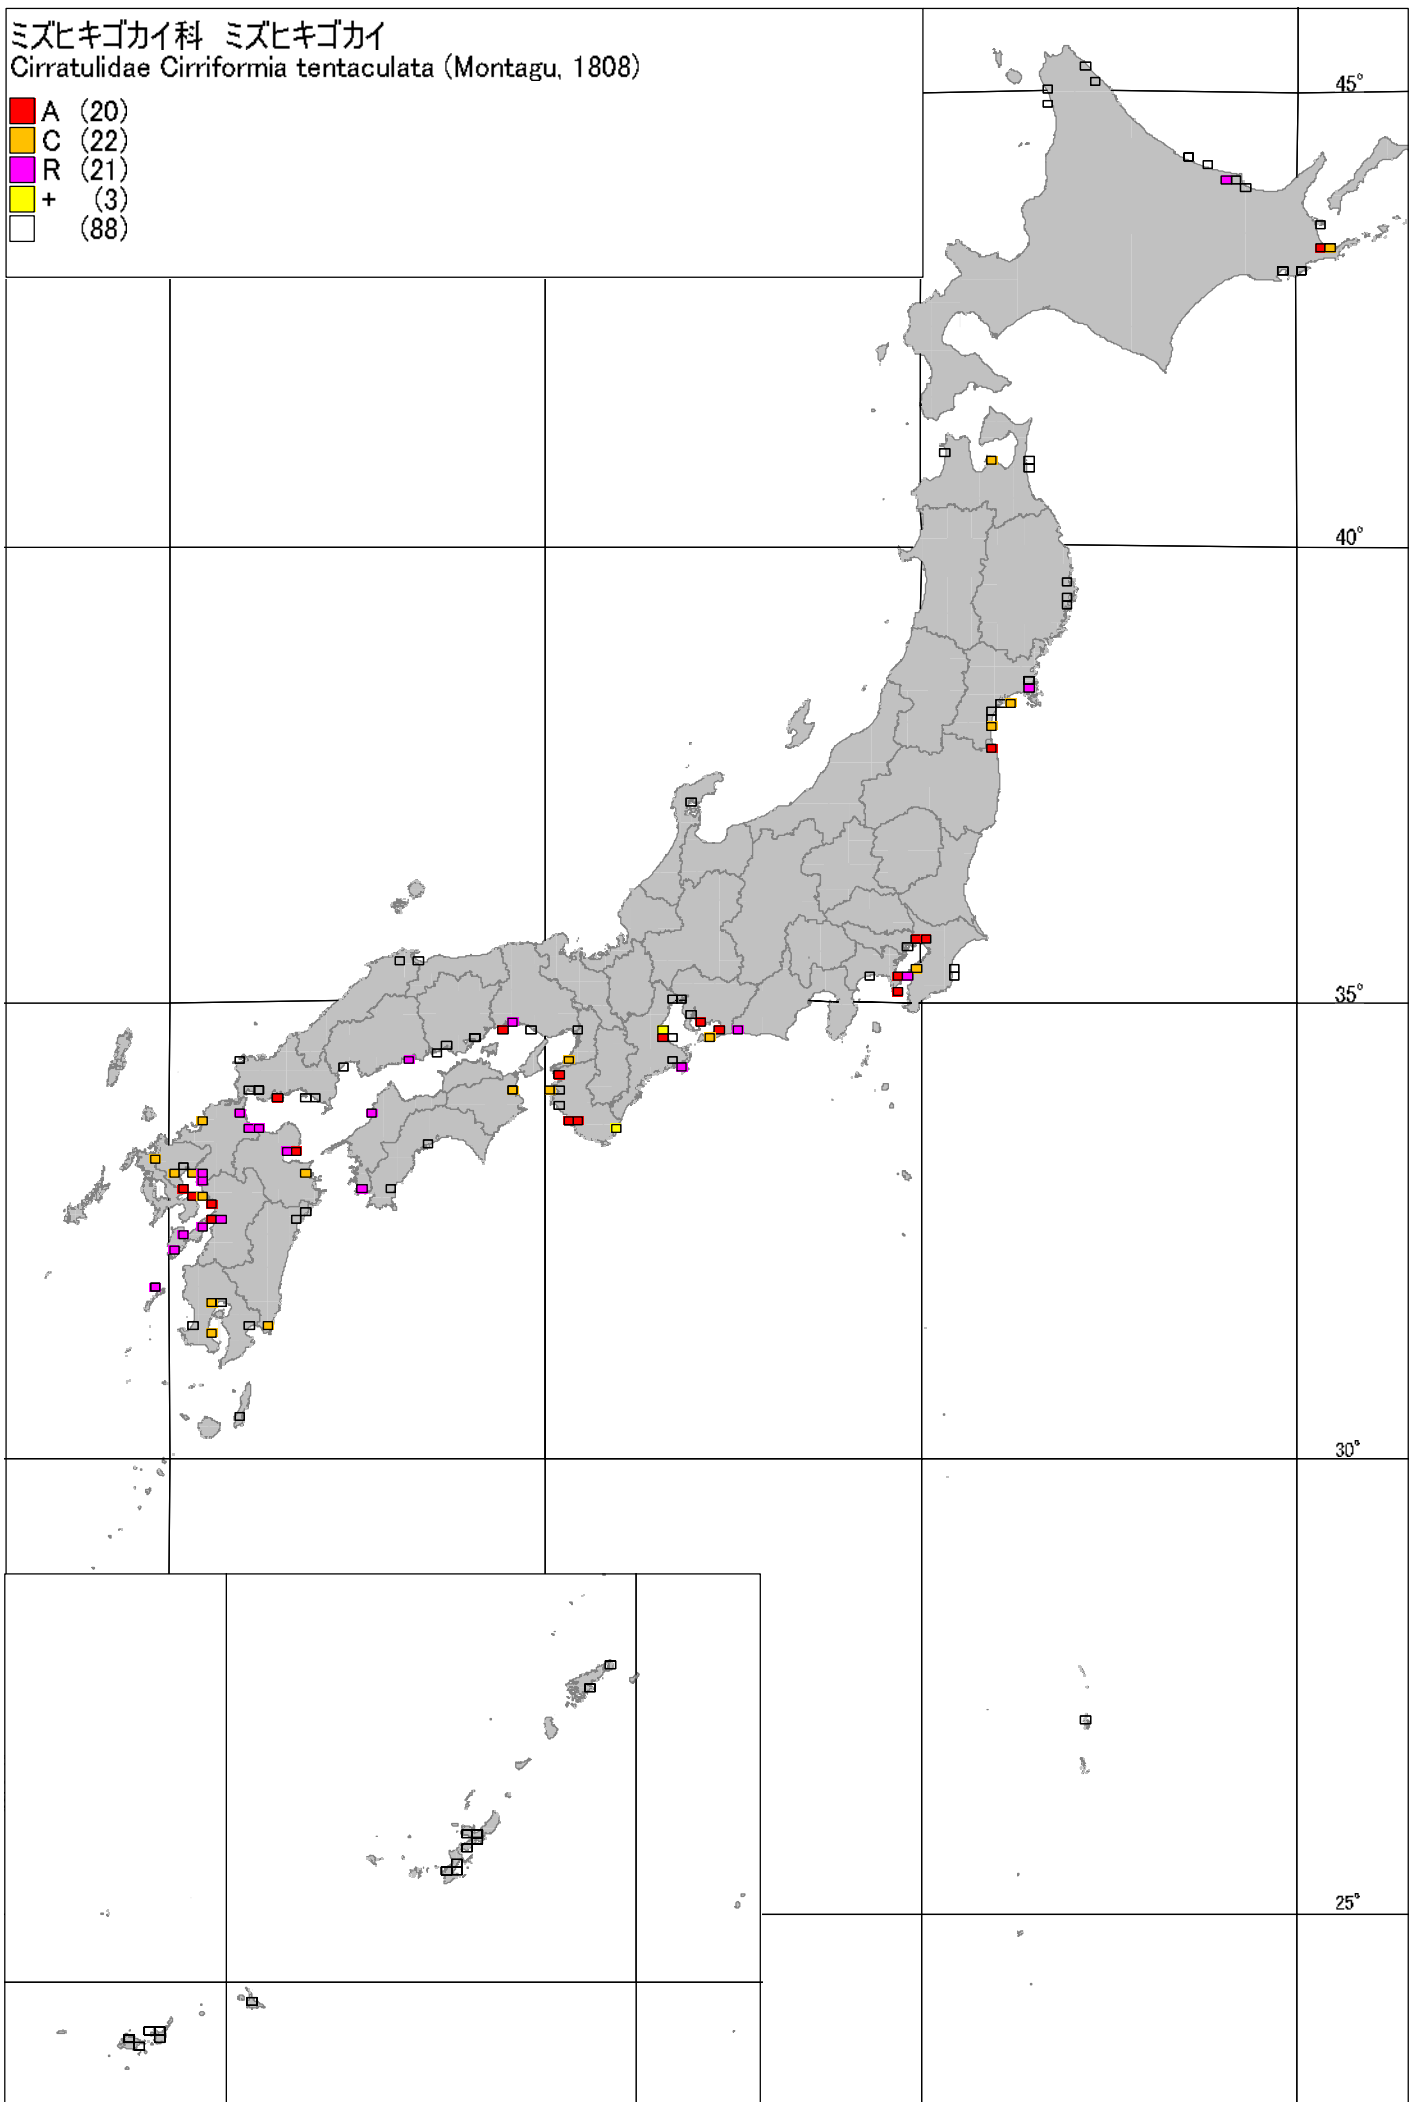 ミズヒキゴカイ科 ミズヒキゴカイ
Cirratulidae Cirriformia tentaculata (Montagu, 1808)
A (20)
C (22)
R (21)
+ (3)
(88)
45°
40°
35°
30°
25°